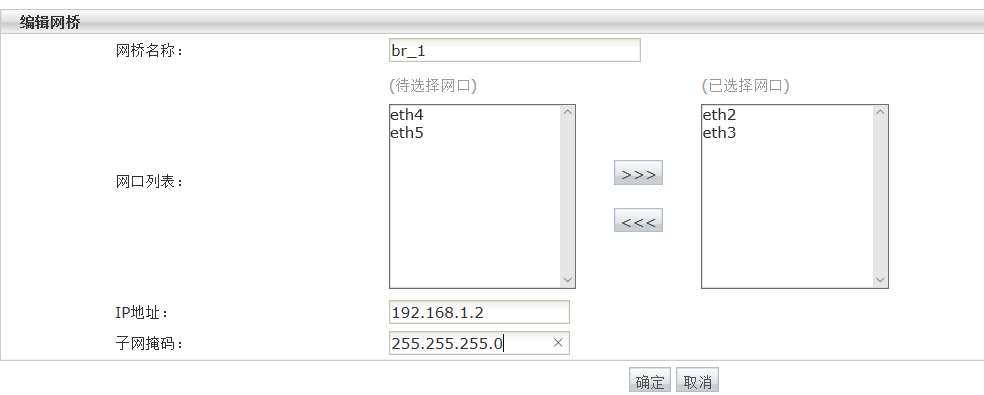 编辑网桥
网桥名称： br_1
(待选择网口) (已选择网口)
eth4 eth2
eth5 eth3
网口列表：
>>>
<<<
IP地址： 192.168.1.2
子网掩码： 255.255.255.0 ×
确定 取消